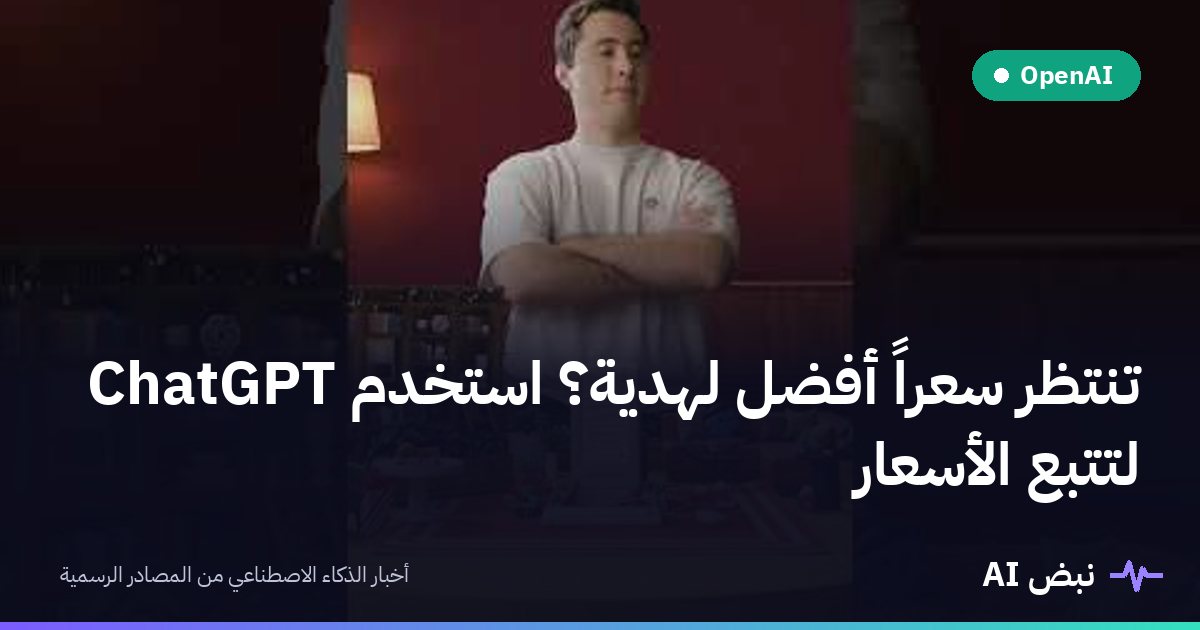 OpenAI
تنتظر سعراً أفضل لهدية؟ استخدم ChatGPT
لتتبع الأسعار
نبض AI
أخبار الذكاء الاصطناعي من المصادر الرسمية